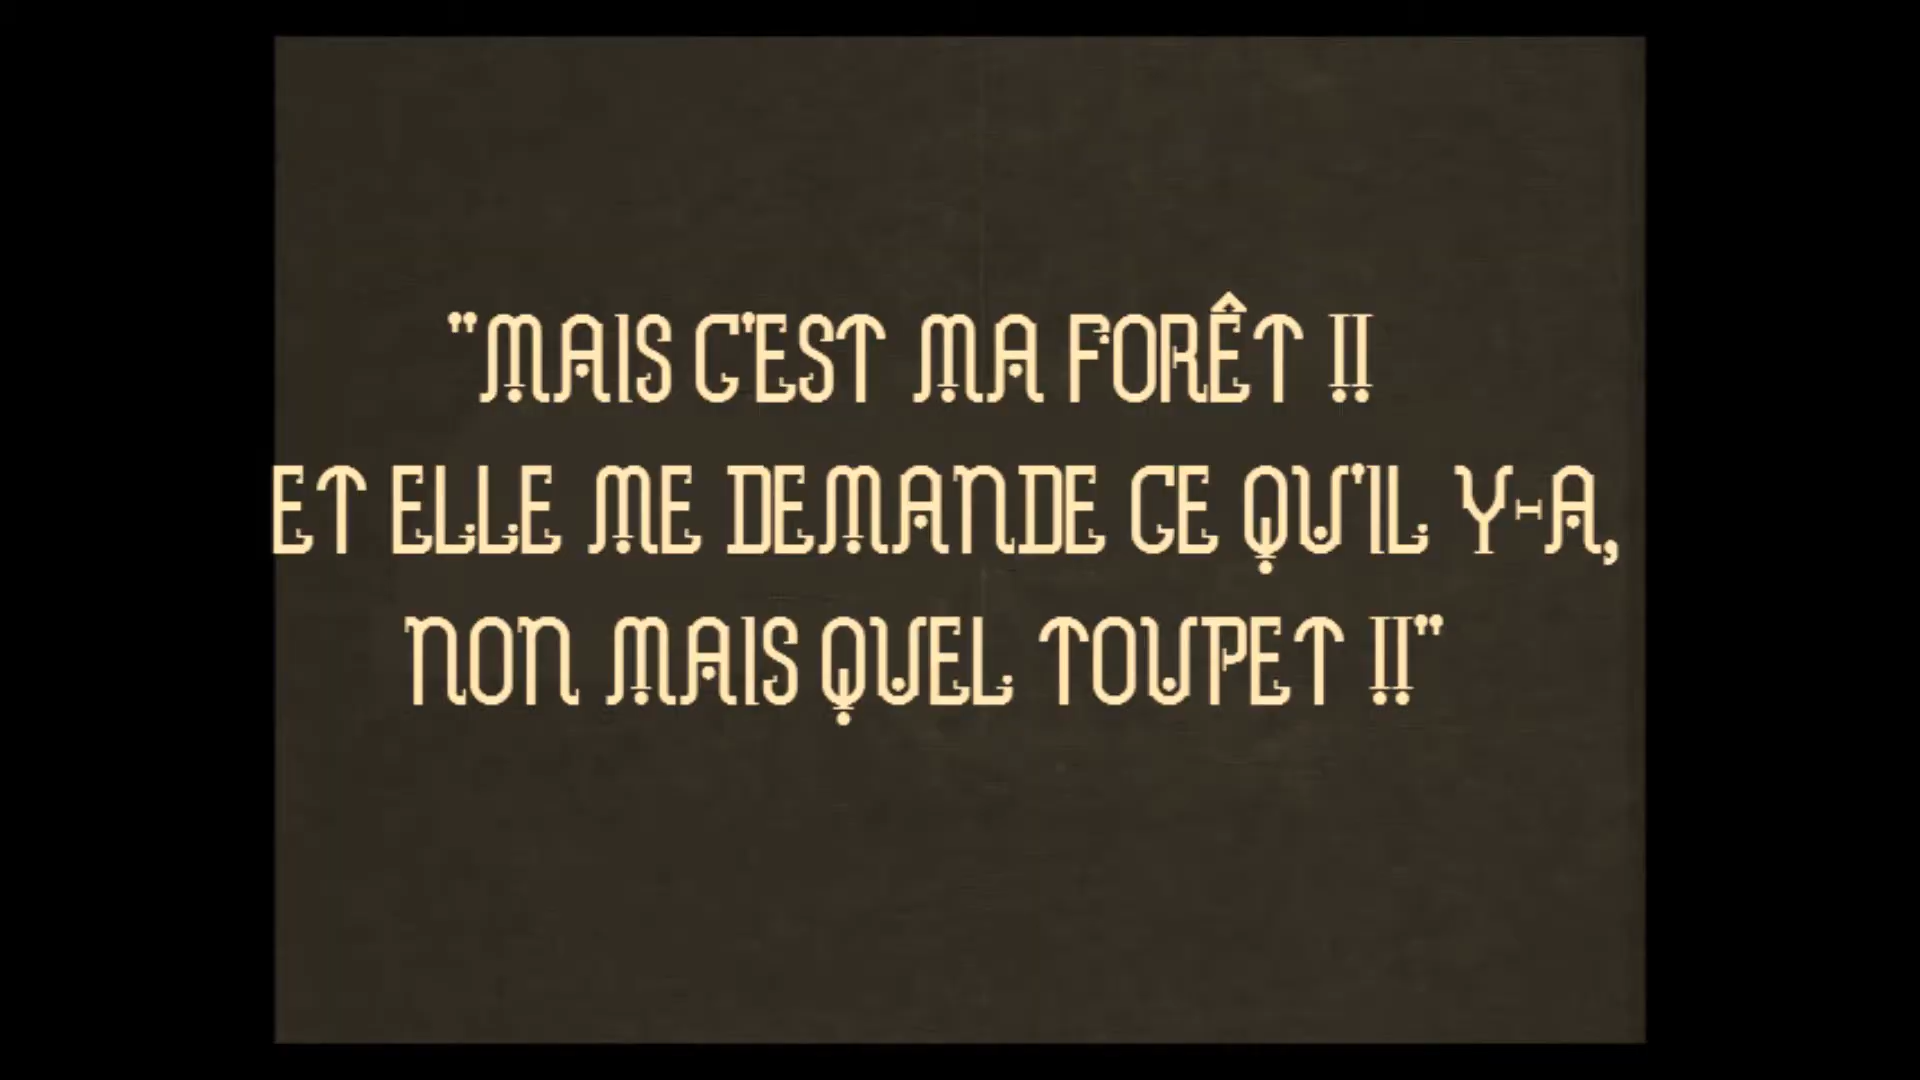 "MAIS C'EST MA FORÊT !!
ET ELLE ME DEMANDE CE QU'IL Y-A,
NON MAIS QUEL TOUPET !!"